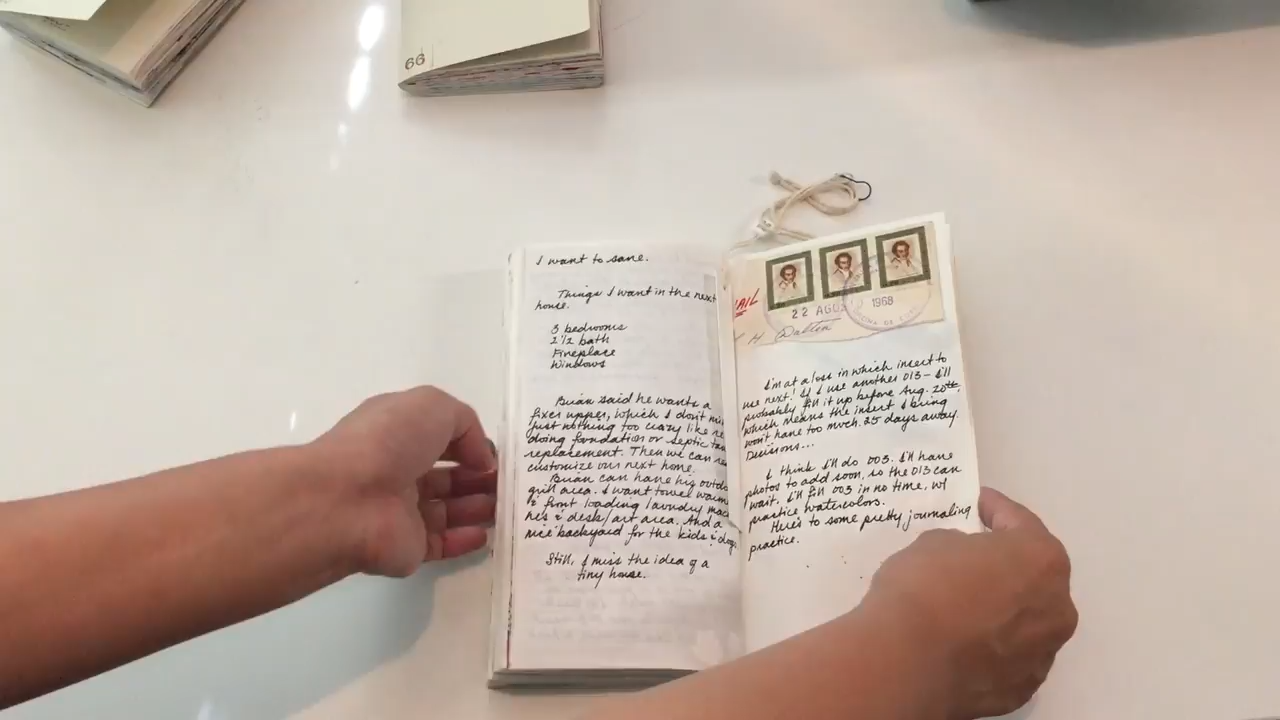 66
I want to save.
Things I want in the next
house.
3 bedrooms
2 1/2 bath
Fireplace
Windows
Brian said he wants a
fixer upper, which I don't
just nothing too crazy like
doing foundation or septic
replacement. Then we can
customize our next home.
Brian can have his
grill area. I want towel
& front loading laundry
his & desk/art area. And a
nice backyard for the kids & dogs
Still, I miss the idea of a
tiny house.
AIL
22 AGO
1968
H Dalton
I'm at a loss in which insert to
use next! If I use another 013 - I'll
probably fill it up before Aug. 20th,
which means the insert I bring
won't have too much. 25 days away.
Decisions...
I think I'll do 003. I'll have
photos to add soon, so the 013 can
wait. I'll fill 003 in no time, w/
practice watercolors.
Here's to some pretty journaling
practice.